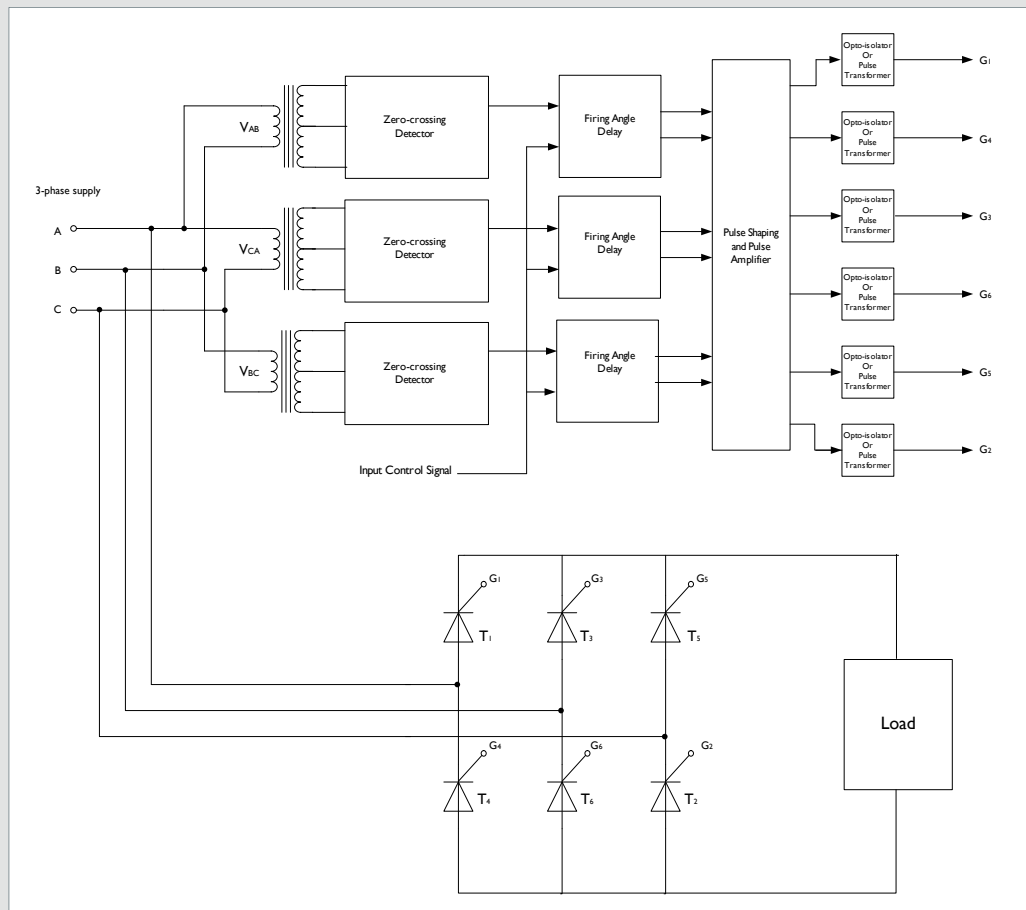 Opto-isolator
Or
Pulse
Transformer
G1
VAB
Zero-crossing
Detector
Firing Angle
Delay
Opto-isolator
Or
Pulse
Transformer
G4
3-phase supply
A
B
C
VCA
Zero-crossing
Detector
Firing Angle
Delay
Pulse Shaping
and Pulse
Amplifier
Opto-isolator
Or
Pulse
Transformer
G3
Opto-isolator
Or
Pulse
Transformer
G6
VBC
Zero-crossing
Detector
Firing Angle
Delay
Opto-isolator
Or
Pulse
Transformer
G5
Opto-isolator
Or
Pulse
Transformer
G2
Input Control Signal
G1
G3
G5
T1
T3
T5
Load
G4
G6
G2
T4
T6
T2